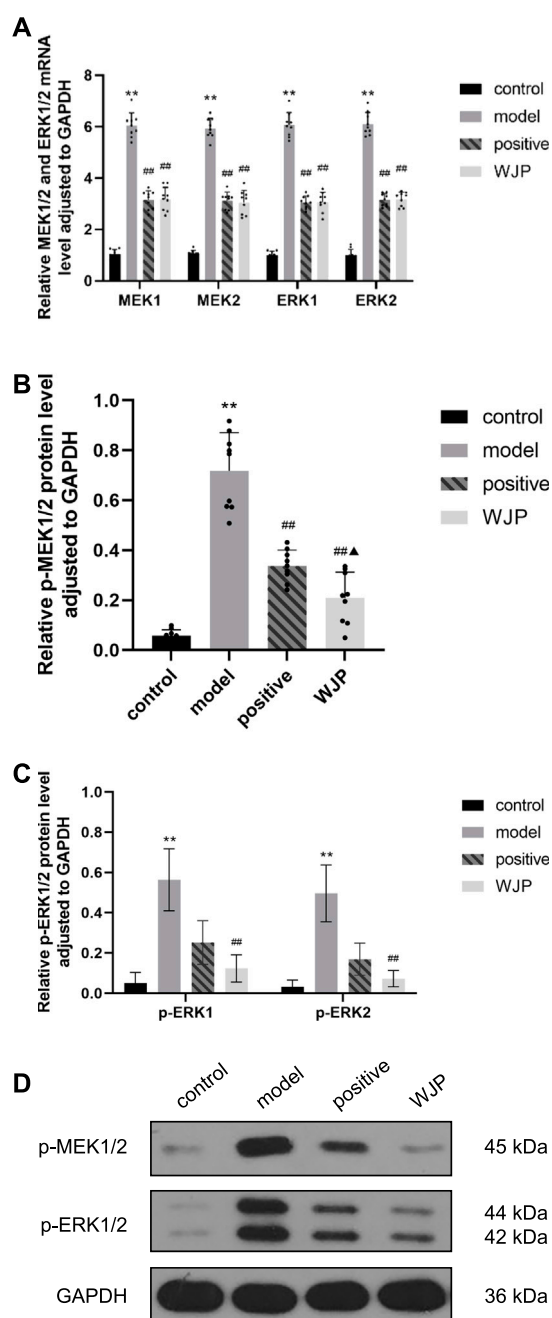 A
Relative MEK1/2 and ERK1/2 mRNA
level adjusted to GAPDH
8
6
4
2
0
**
**
**
**
##
##
##
##
##
##
##
##
MEK1
MEK2
ERK1
ERK2
control
model
positive
WJP
B
Relative p-MEK1/2 protein level
adjusted to GAPDH
1.0
0.8
0.6
0.4
0.2
0.0
**
##
##▲
control
model
positive
WJP
control
model
positive
WJP
C
Relative p-ERK1/2 protein level
adjusted to GAPDH
1.0
0.8
0.6
0.4
0.2
0.0
**
##
**
##
p-ERK1
p-ERK2
control
model
positive
WJP
D
control
model
positive
WJP
p-MEK1/2
45 kDa
p-ERK1/2
44 kDa
42 kDa
GAPDH
36 kDa